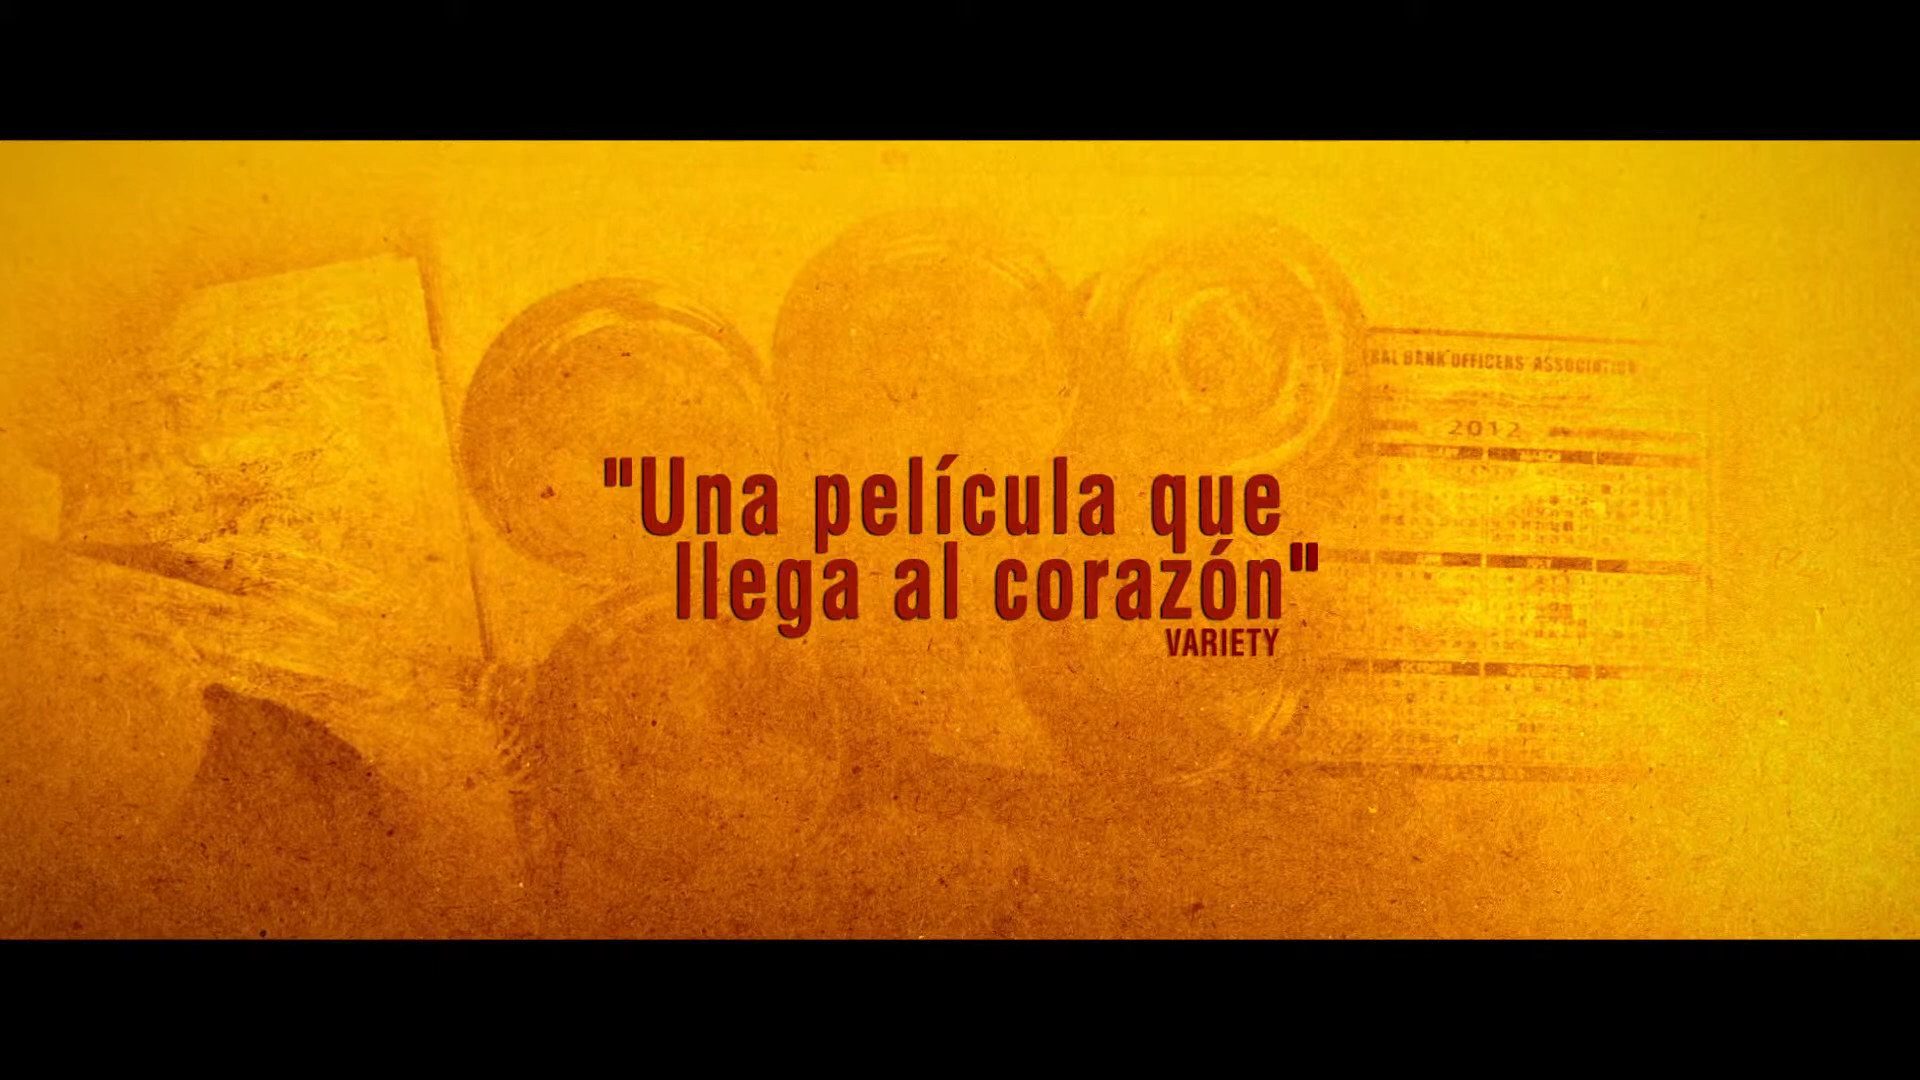 "Una película que
llega al corazón"
VARIETY
BANK OFFICERS' ASSOCIATION
2012